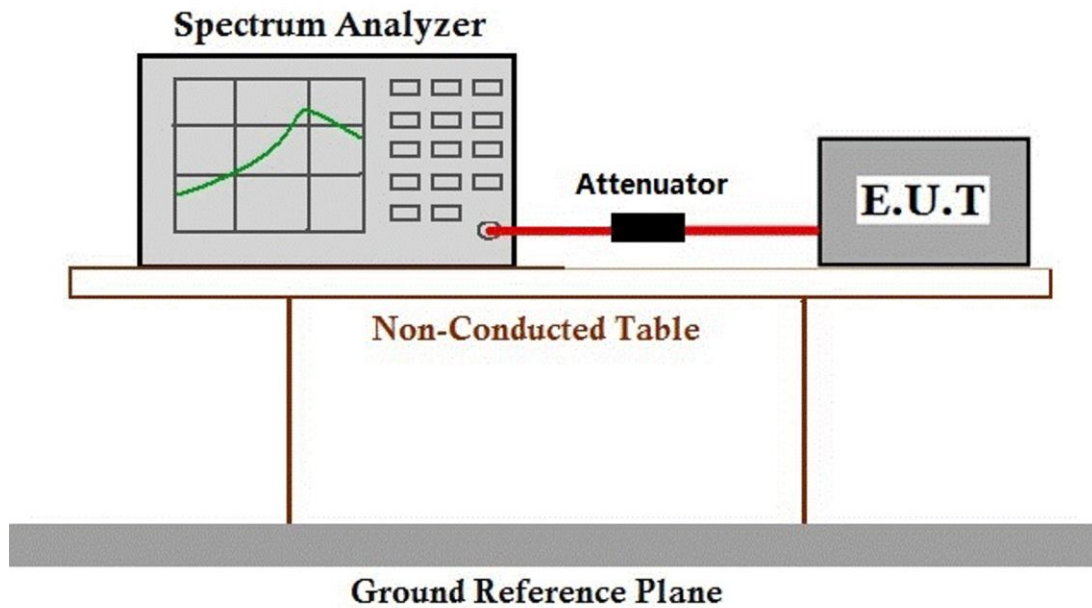 Spectrum Analyzer
Attenuator
E.U.T
Non-Conducted Table
Ground Reference Plane